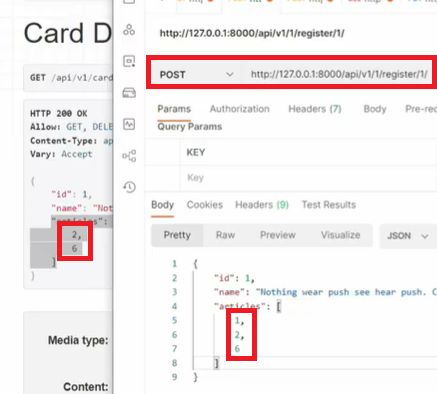 Card D
GET /api/v1/card
HTTP 200 OK
Allow: GET, DELE
Content-Type: ap
Vary: Accept
{
"id": 1,
"name": "Not
"articles":
2,
6
]
}
Media type:
Content:
http://127.0.0.1:8000/api/v1/1/register/1/
POST http://127.0.0.1:8000/api/v1/1/register/1/
Params Authorization Headers (7) Body Pre-req
Query Params
KEY
Key
Body Cookies Headers (9) Test Results
Pretty Raw Preview Visualize JSON
1 {
2 "id": 1,
3 "name": "Nothing wear push see hear push. C
4 "articles": [
5 1,
6 2,
7 6
8 ]
9 }